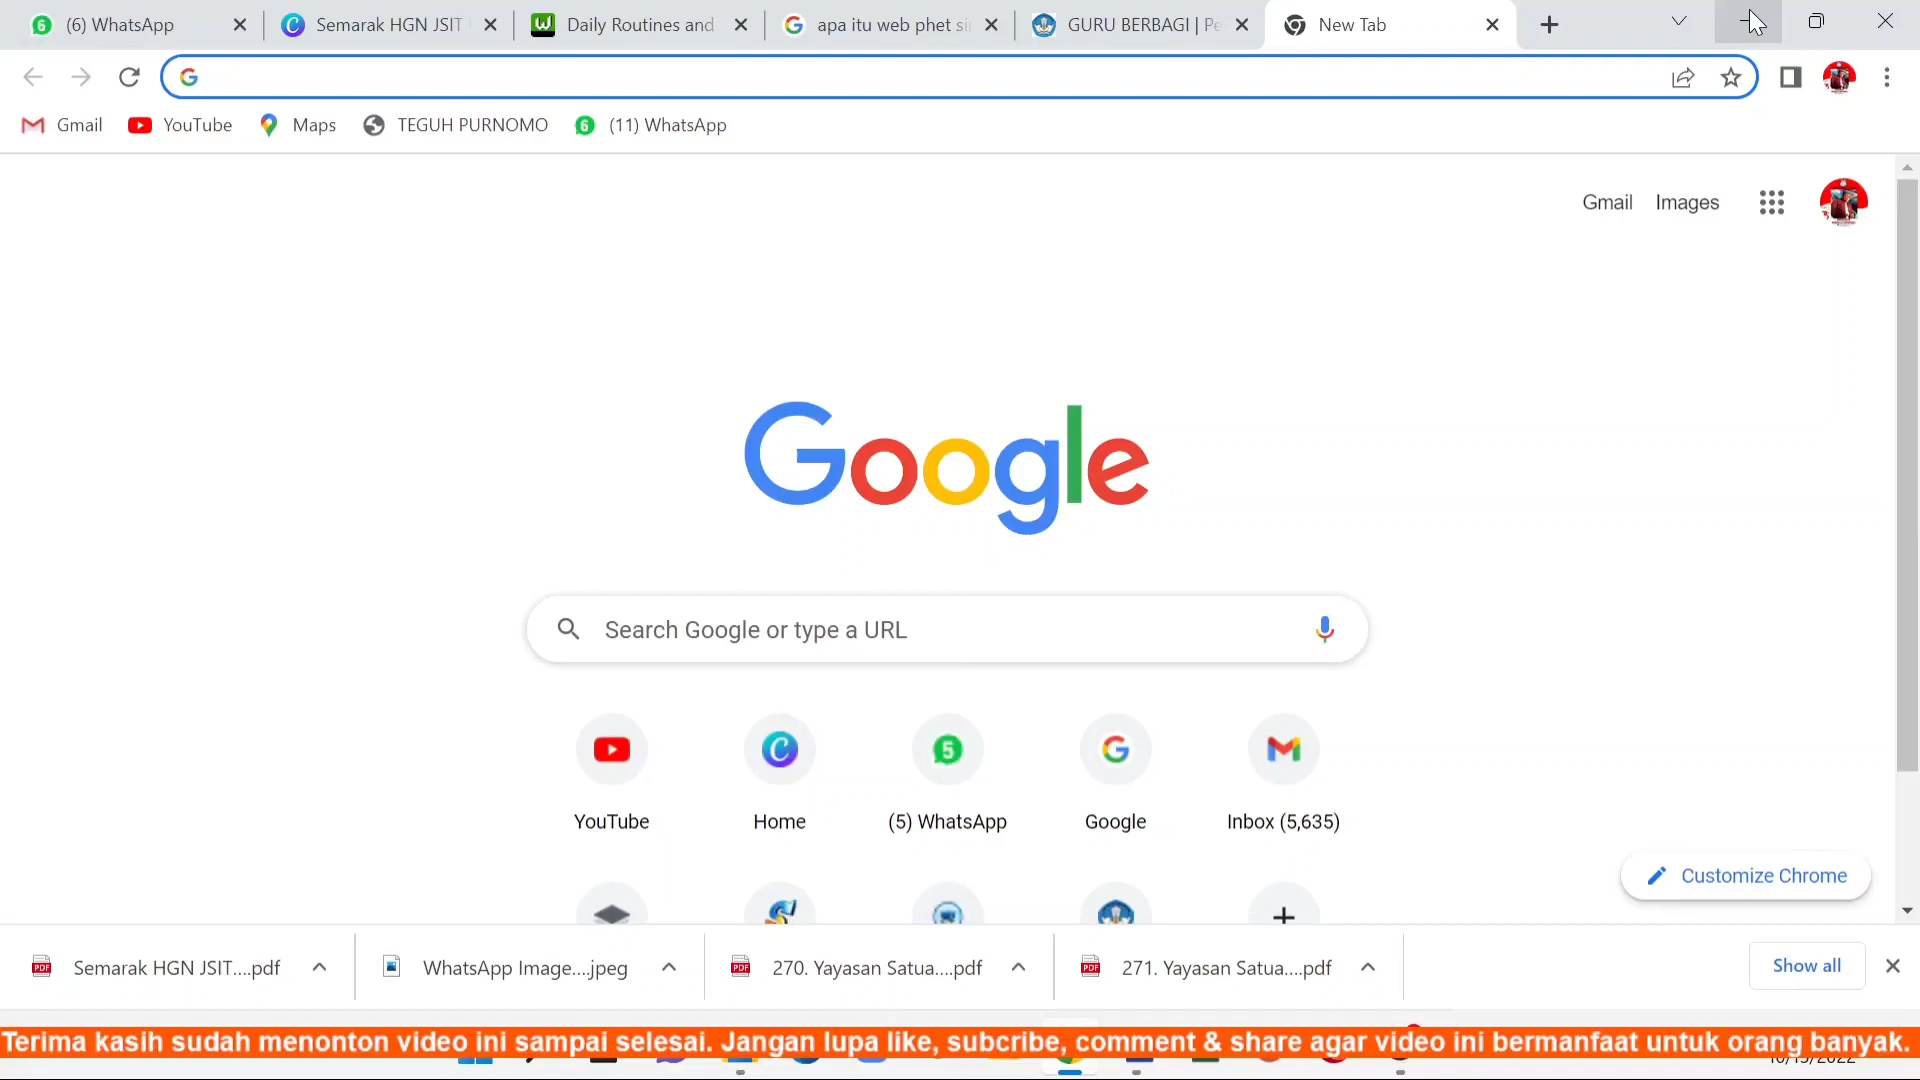 (6) WhatsApp
Semarak HGN JSIT
Daily Routines and
apa itu web phet si
GURU BERBAGI | Pe
New Tab
Gmail
YouTube
Maps
TEGUH PURNOMO
(11) WhatsApp
Gmail Images
Google
Search Google or type a URL
YouTube
Home
(5) WhatsApp
Google
Inbox (5,635)
Customize Chrome
Semarak HGN JSIT....pdf
WhatsApp Image....jpeg
270. Yayasan Satua....pdf
271. Yayasan Satua....pdf
Show all
Terima kasih sudah menonton video ini sampai selesai. Jangan lupa like, subcribe, comment & share agar video ini bermanfaat untuk orang banyak.